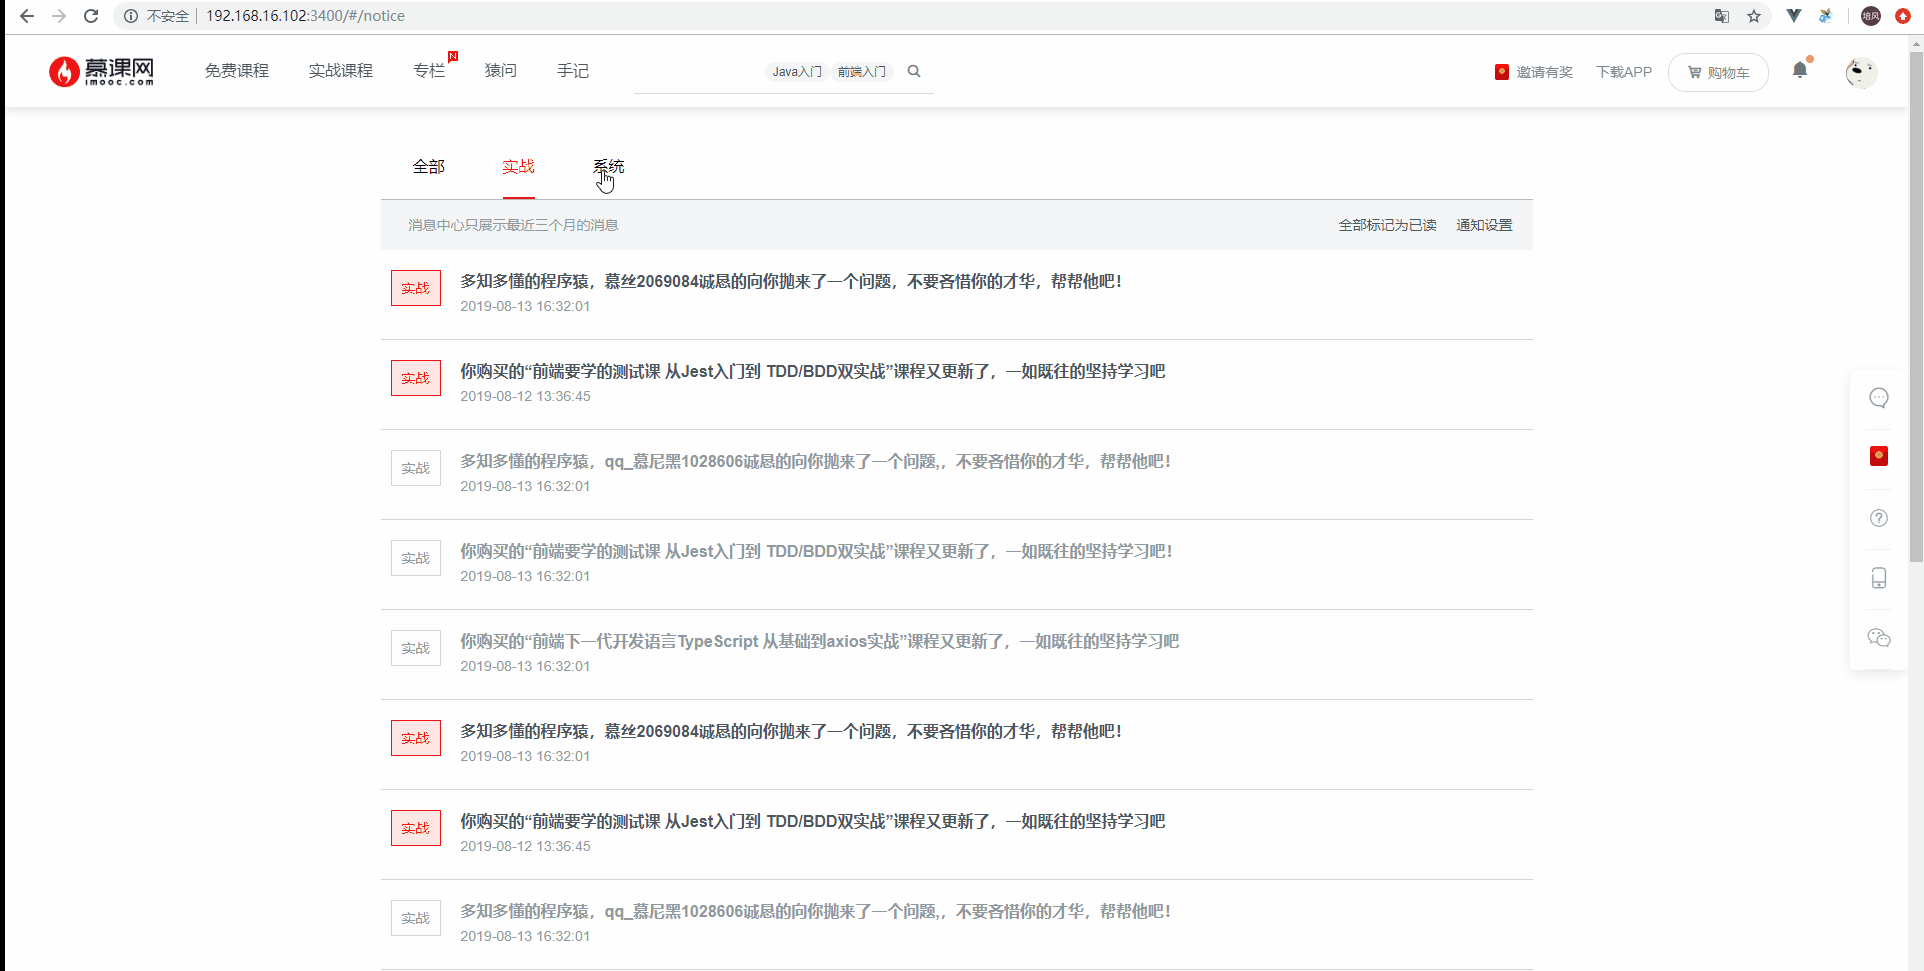 不安全 192.168.16.102:3400/#/notice
培风
慕课网 免费课程 实战课程 专栏 N 猿问 手记 Java入门 前端入门 邀请有奖 下载APP 购物车
imooc.com
全部 实战 系统
消息中心只展示最近三个月的消息 全部标记为已读 通知设置
实战 多知多懂的程序猿，慕丝2069084诚恳的向你抛来了一个问题，不要吝惜你的才华，帮帮他吧！
2019-08-13 16:32:01
实战 你购买的“前端要学的测试课 从Jest入门到 TDD/BDD双实战”课程又更新了，一如既往的坚持学习吧
2019-08-12 13:36:45
实战 多知多懂的程序猿，qq_慕尼黑1028606诚恳的向你抛来了一个问题,，不要吝惜你的才华，帮帮他吧！
2019-08-13 16:32:01
实战 你购买的“前端要学的测试课 从Jest入门到 TDD/BDD双实战”课程又更新了，一如既往的坚持学习吧！
2019-08-13 16:32:01
实战 你购买的“前端下一代开发语言TypeScript 从基础到axios实战”课程又更新了，一如既往的坚持学习吧
2019-08-13 16:32:01
实战 多知多懂的程序猿，慕丝2069084诚恳的向你抛来了一个问题，不要吝惜你的才华，帮帮他吧！
2019-08-13 16:32:01
实战 你购买的“前端要学的测试课 从Jest入门到 TDD/BDD双实战”课程又更新了，一如既往的坚持学习吧
2019-08-12 13:36:45
实战 多知多懂的程序猿，qq_慕尼黑1028606诚恳的向你抛来了一个问题,，不要吝惜你的才华，帮帮他吧！
2019-08-13 16:32:01